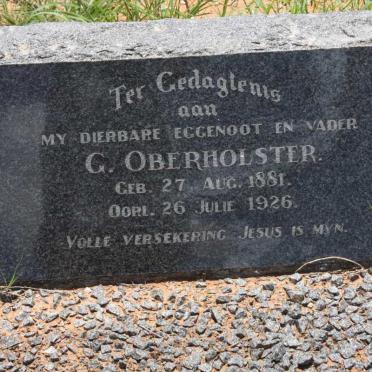 Ter Gedagtenis
aan
MY DIERBARE EGGENOOT EN VADER
G. OBERHOLSTER.
GEB. 27 AUG. 1881.
OORL. 26 JULIE 1926.
VOLLE VERSEKERING JESUS IS MYN.